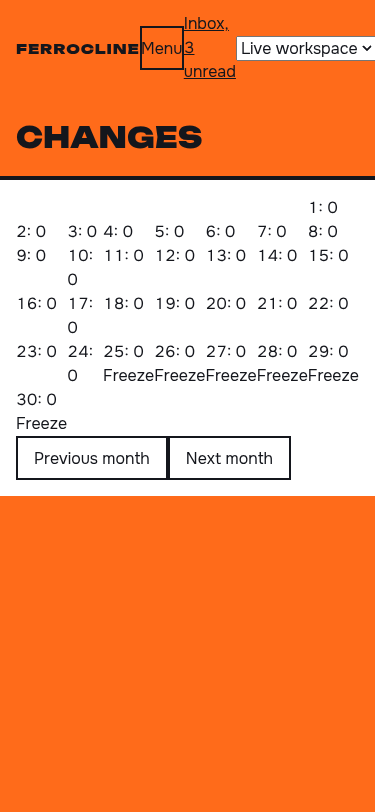 FERROCLINE
Menu
Inbox,
3
unread
Live workspace
CHANGES
1: 0
2: 0 3: 0 4: 0 5: 0 6: 0 7: 0 8: 0
9: 0 10: 0 11: 0 12: 0 13: 0 14: 0 15: 0
16: 0 17: 0 18: 0 19: 0 20: 0 21: 0 22: 0
23: 0 24: 0 25: 0 26: 0 27: 0 28: 0 29: 0
Freeze Freeze Freeze Freeze Freeze
30: 0
Freeze
Previous month Next month